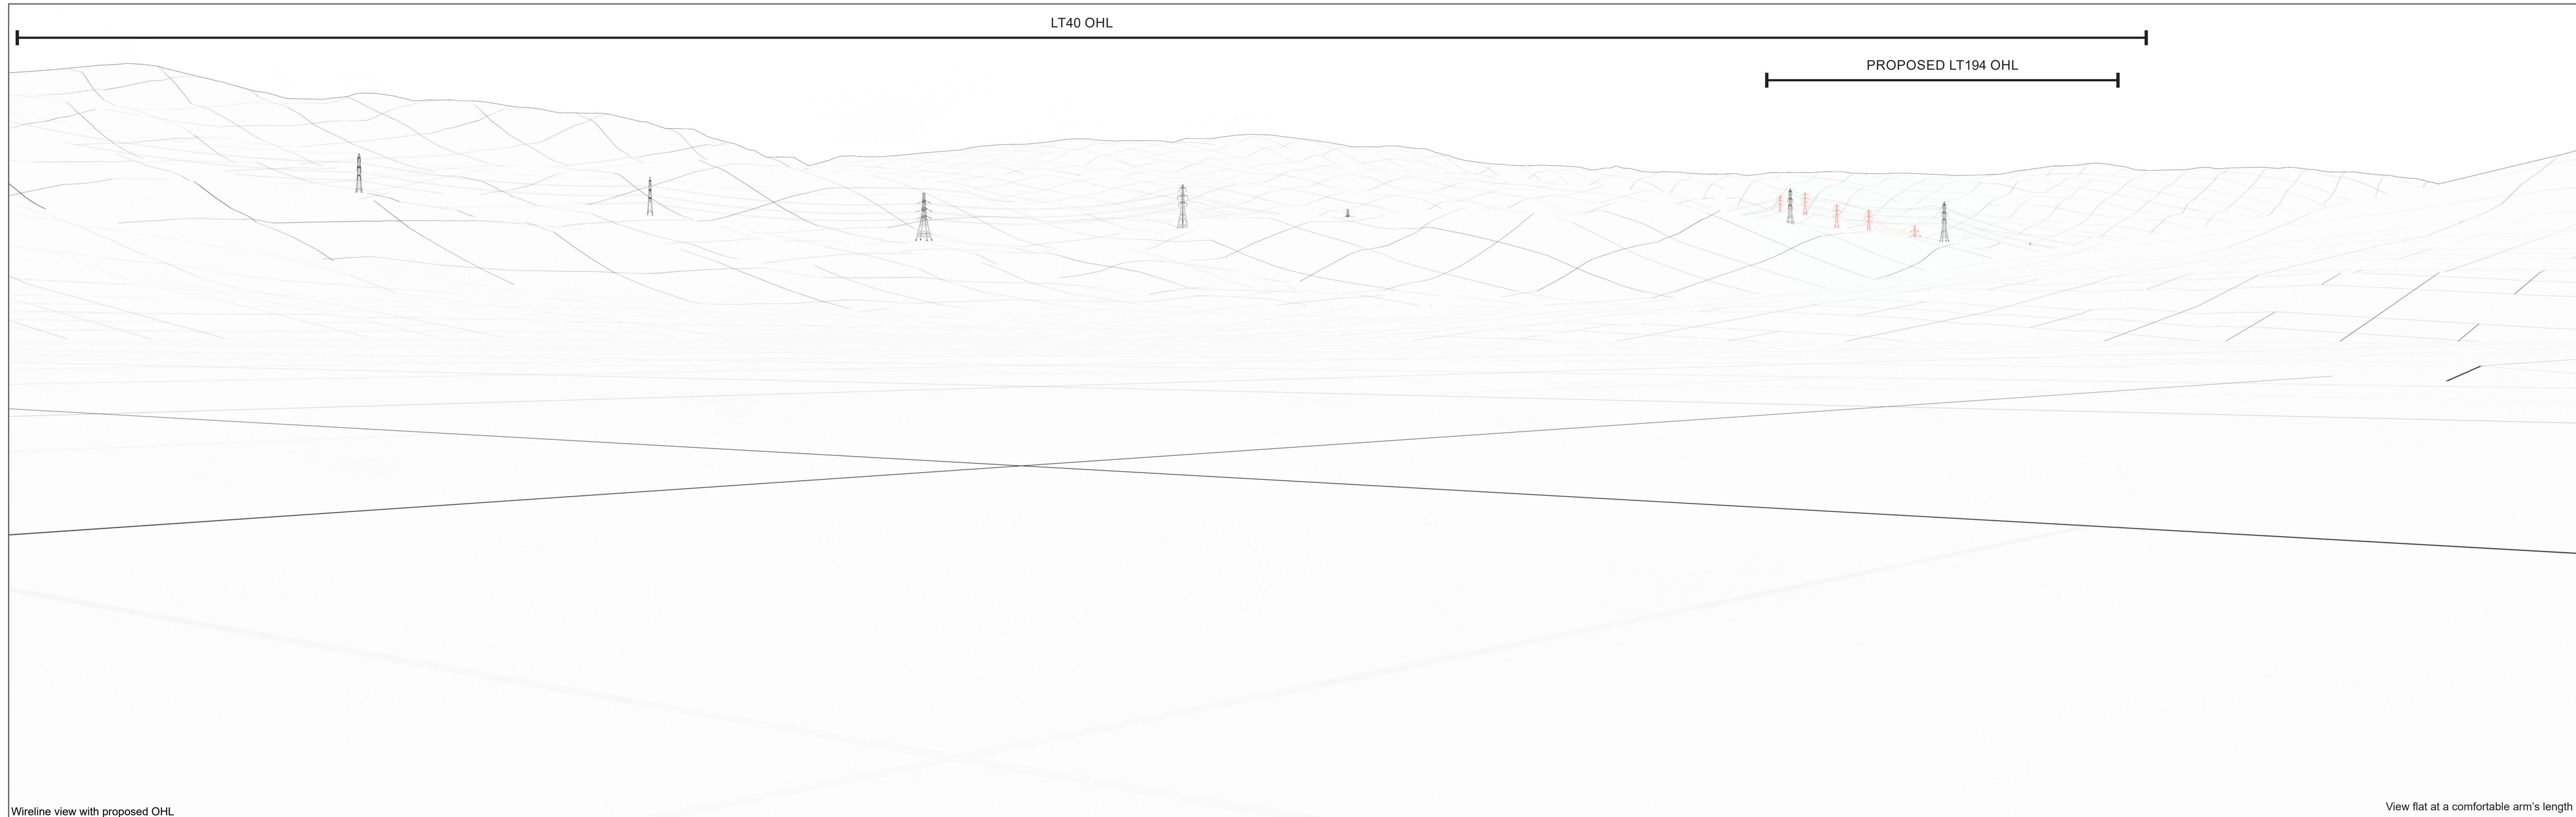 LT40 OHL
PROPOSED LT194 OHL
Wireline view with proposed OHL
View flat at a comfortable arm's length